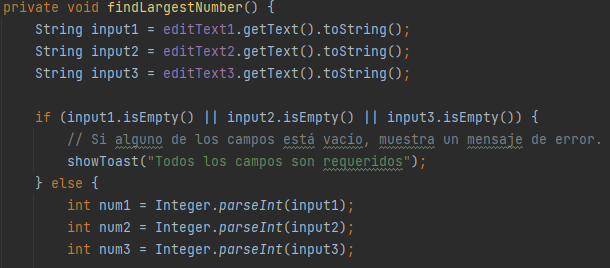 private void findLargestNumber() {
String input1 = editText1.getText().toString();
String input2 = editText2.getText().toString();
String input3 = editText3.getText().toString();
if (input1.isEmpty() || input2.isEmpty() || input3.isEmpty()) {
// Si alguno de los campos está vacío, muestra un mensaje de error.
showToast("Todos los campos son requeridos");
} else {
int num1 = Integer.parseInt(input1);
int num2 = Integer.parseInt(input2);
int num3 = Integer.parseInt(input3);